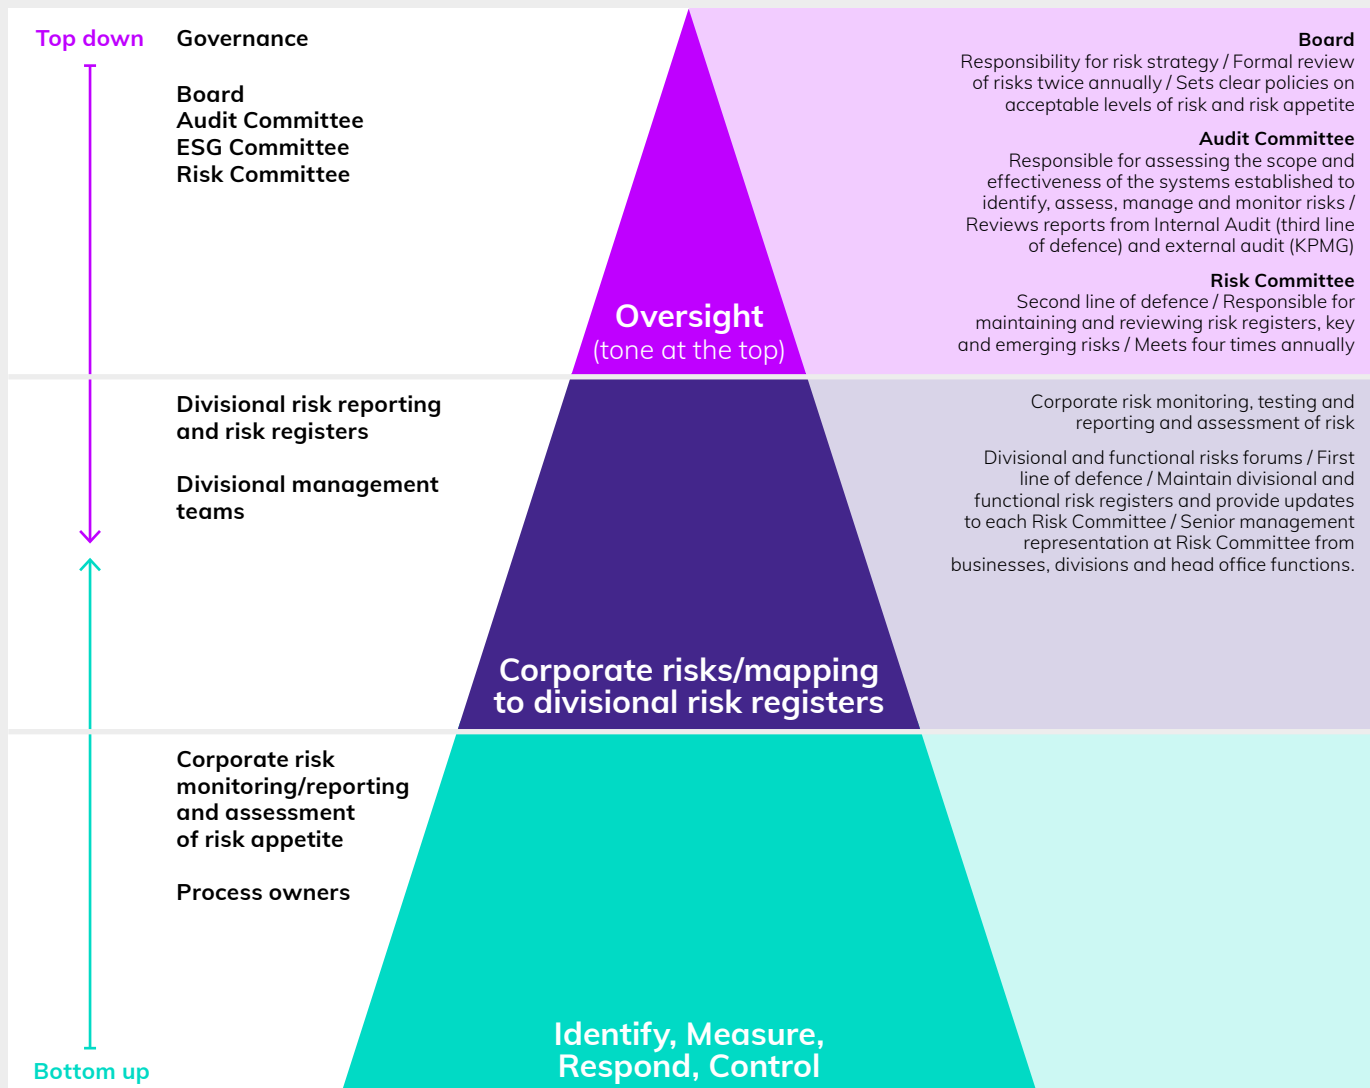 Top down
Governance
Board
Audit Committee
ESG Committee
Risk Committee
Oversight
(tone at the top)
Board
Responsibility for risk strategy / Formal review
of risks twice annually / Sets clear policies on
acceptable levels of risk and risk appetite
Audit Committee
Responsible for assessing the scope and
effectiveness of the systems established to
identify, assess, manage and monitor risks /
Reviews reports from Internal Audit (third line
of defence) and external audit (KPMG)
Risk Committee
Second line of defence / Responsible for
maintaining and reviewing risk registers, key
and emerging risks / Meets four times annually
Divisional risk reporting
and risk registers
Divisional management
teams
Corporate risks/mapping
to divisional risk registers
Corporate risk monitoring, testing and
reporting and assessment of risk
Divisional and functional risks forums / First
line of defence / Maintain divisional and
functional risk registers and provide updates
to each Risk Committee / Senior management
representation at Risk Committee from
businesses, divisions and head office functions.
Corporate risk
monitoring/reporting
and assessment
of risk appetite
Process owners
Identify, Measure,
Respond, Control
Bottom up